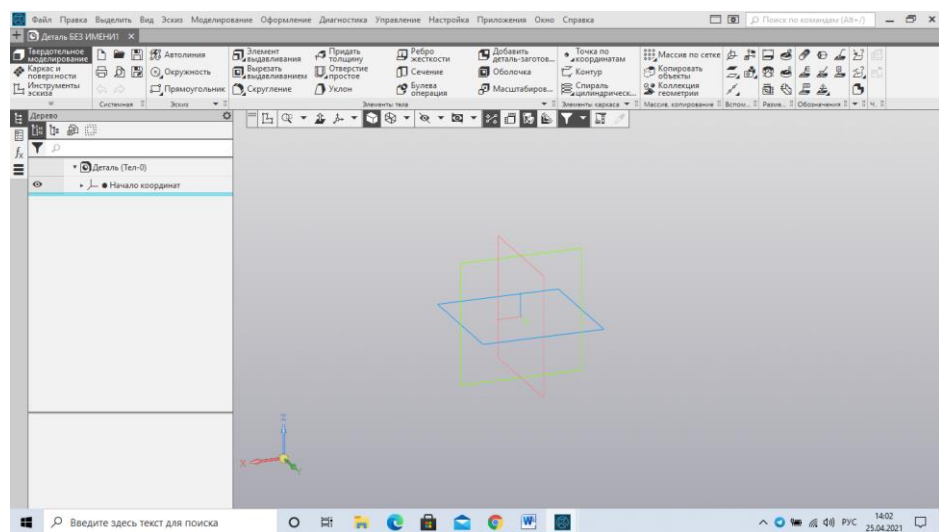 Файл Правка Выделить Вид Эскиз Моделирование Оформление Диагностика Управление Настройка Приложения Окно Справка
Поиск по командам (Alt+/)
Деталь БЕЗ ИМЕНИ1 ×
Твердотельное моделирование
Каркас и поверхности
Инструменты эскиза
Системная
Автолиния
Окружность
Прямоугольник
Эскиз
Элемент выдавливания
Вырезать выдавливанием
Скругление
Придать толщину
Отверстие простое
Уклон
Ребро жесткости
Сечение
Булева операция
Добавить деталь-заготов...
Оболочка
Масштабиров...
Элементы тела
Точка по координатам
Контур
Спираль цилиндрическ...
Элементы каркаса
Массив по сетке
Копировать объекты
Коллекция геометрии
Массив, копирование
Вспом...
Разме...
Обозначения
Ч.
Дерево
Деталь (Тел-0)
Начало координат
Z
X
Y
Введите здесь текст для поиска
РУС
14:02
25.04.2021